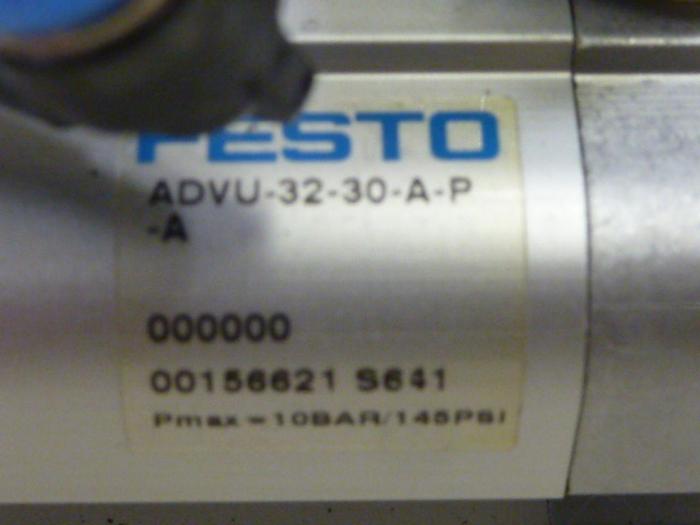 FESTO
ADVU-32-30-A-P
-A
000000
00156621 S641
Pmax = 10BAR/145PSI